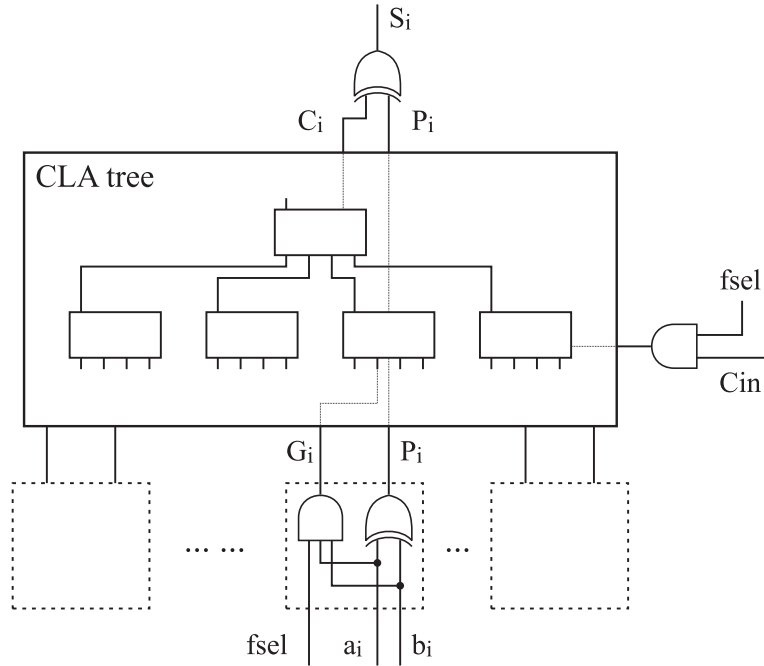 Si
Ci
Pi
CLA tree
fsel
Cin
Gi
Pi
... ...
...
fsel
ai
bi